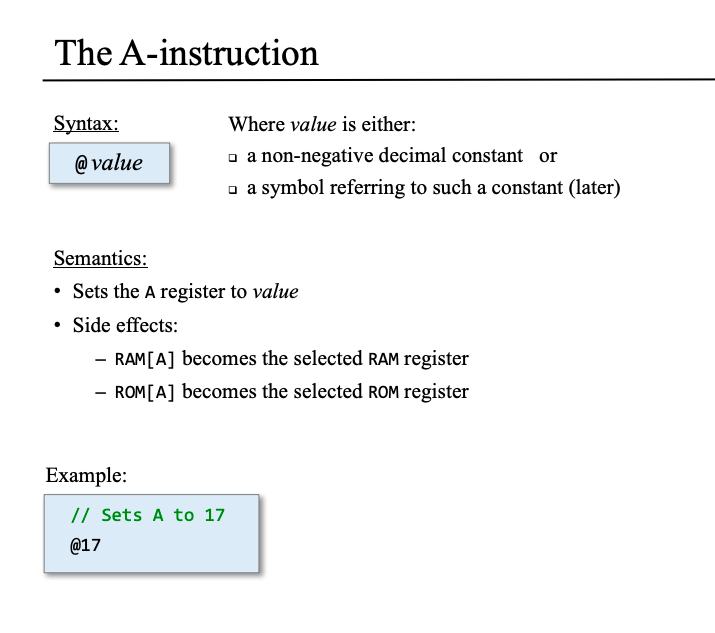 The A-instruction
Syntax:
@ value
Where value is either:
❑ a non-negative decimal constant or
❑ a symbol referring to such a constant (later)
Semantics:
• Sets the A register to value
• Side effects:
– RAM[A] becomes the selected RAM register
– ROM[A] becomes the selected ROM register
Example:
// Sets A to 17
@17